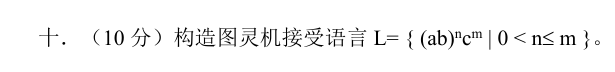 十．（10 分）构造图灵机接受语言 L= { (ab)ⁿcᵐ | 0 < n≤ m }。